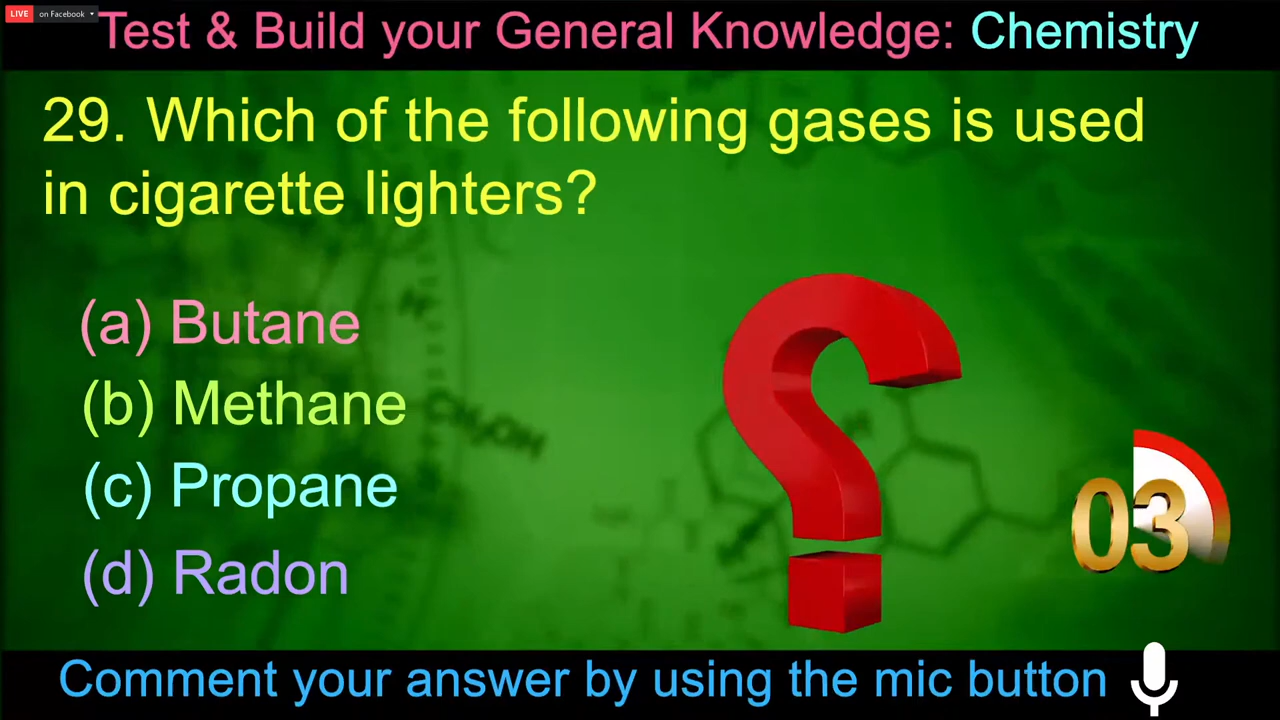 LIVE on Facebook
Test & Build your General Knowledge: Chemistry
29. Which of the following gases is used
in cigarette lighters?
(a) Butane
(b) Methane
(c) Propane
(d) Radon
CH₃OH
03
Comment your answer by using the mic button